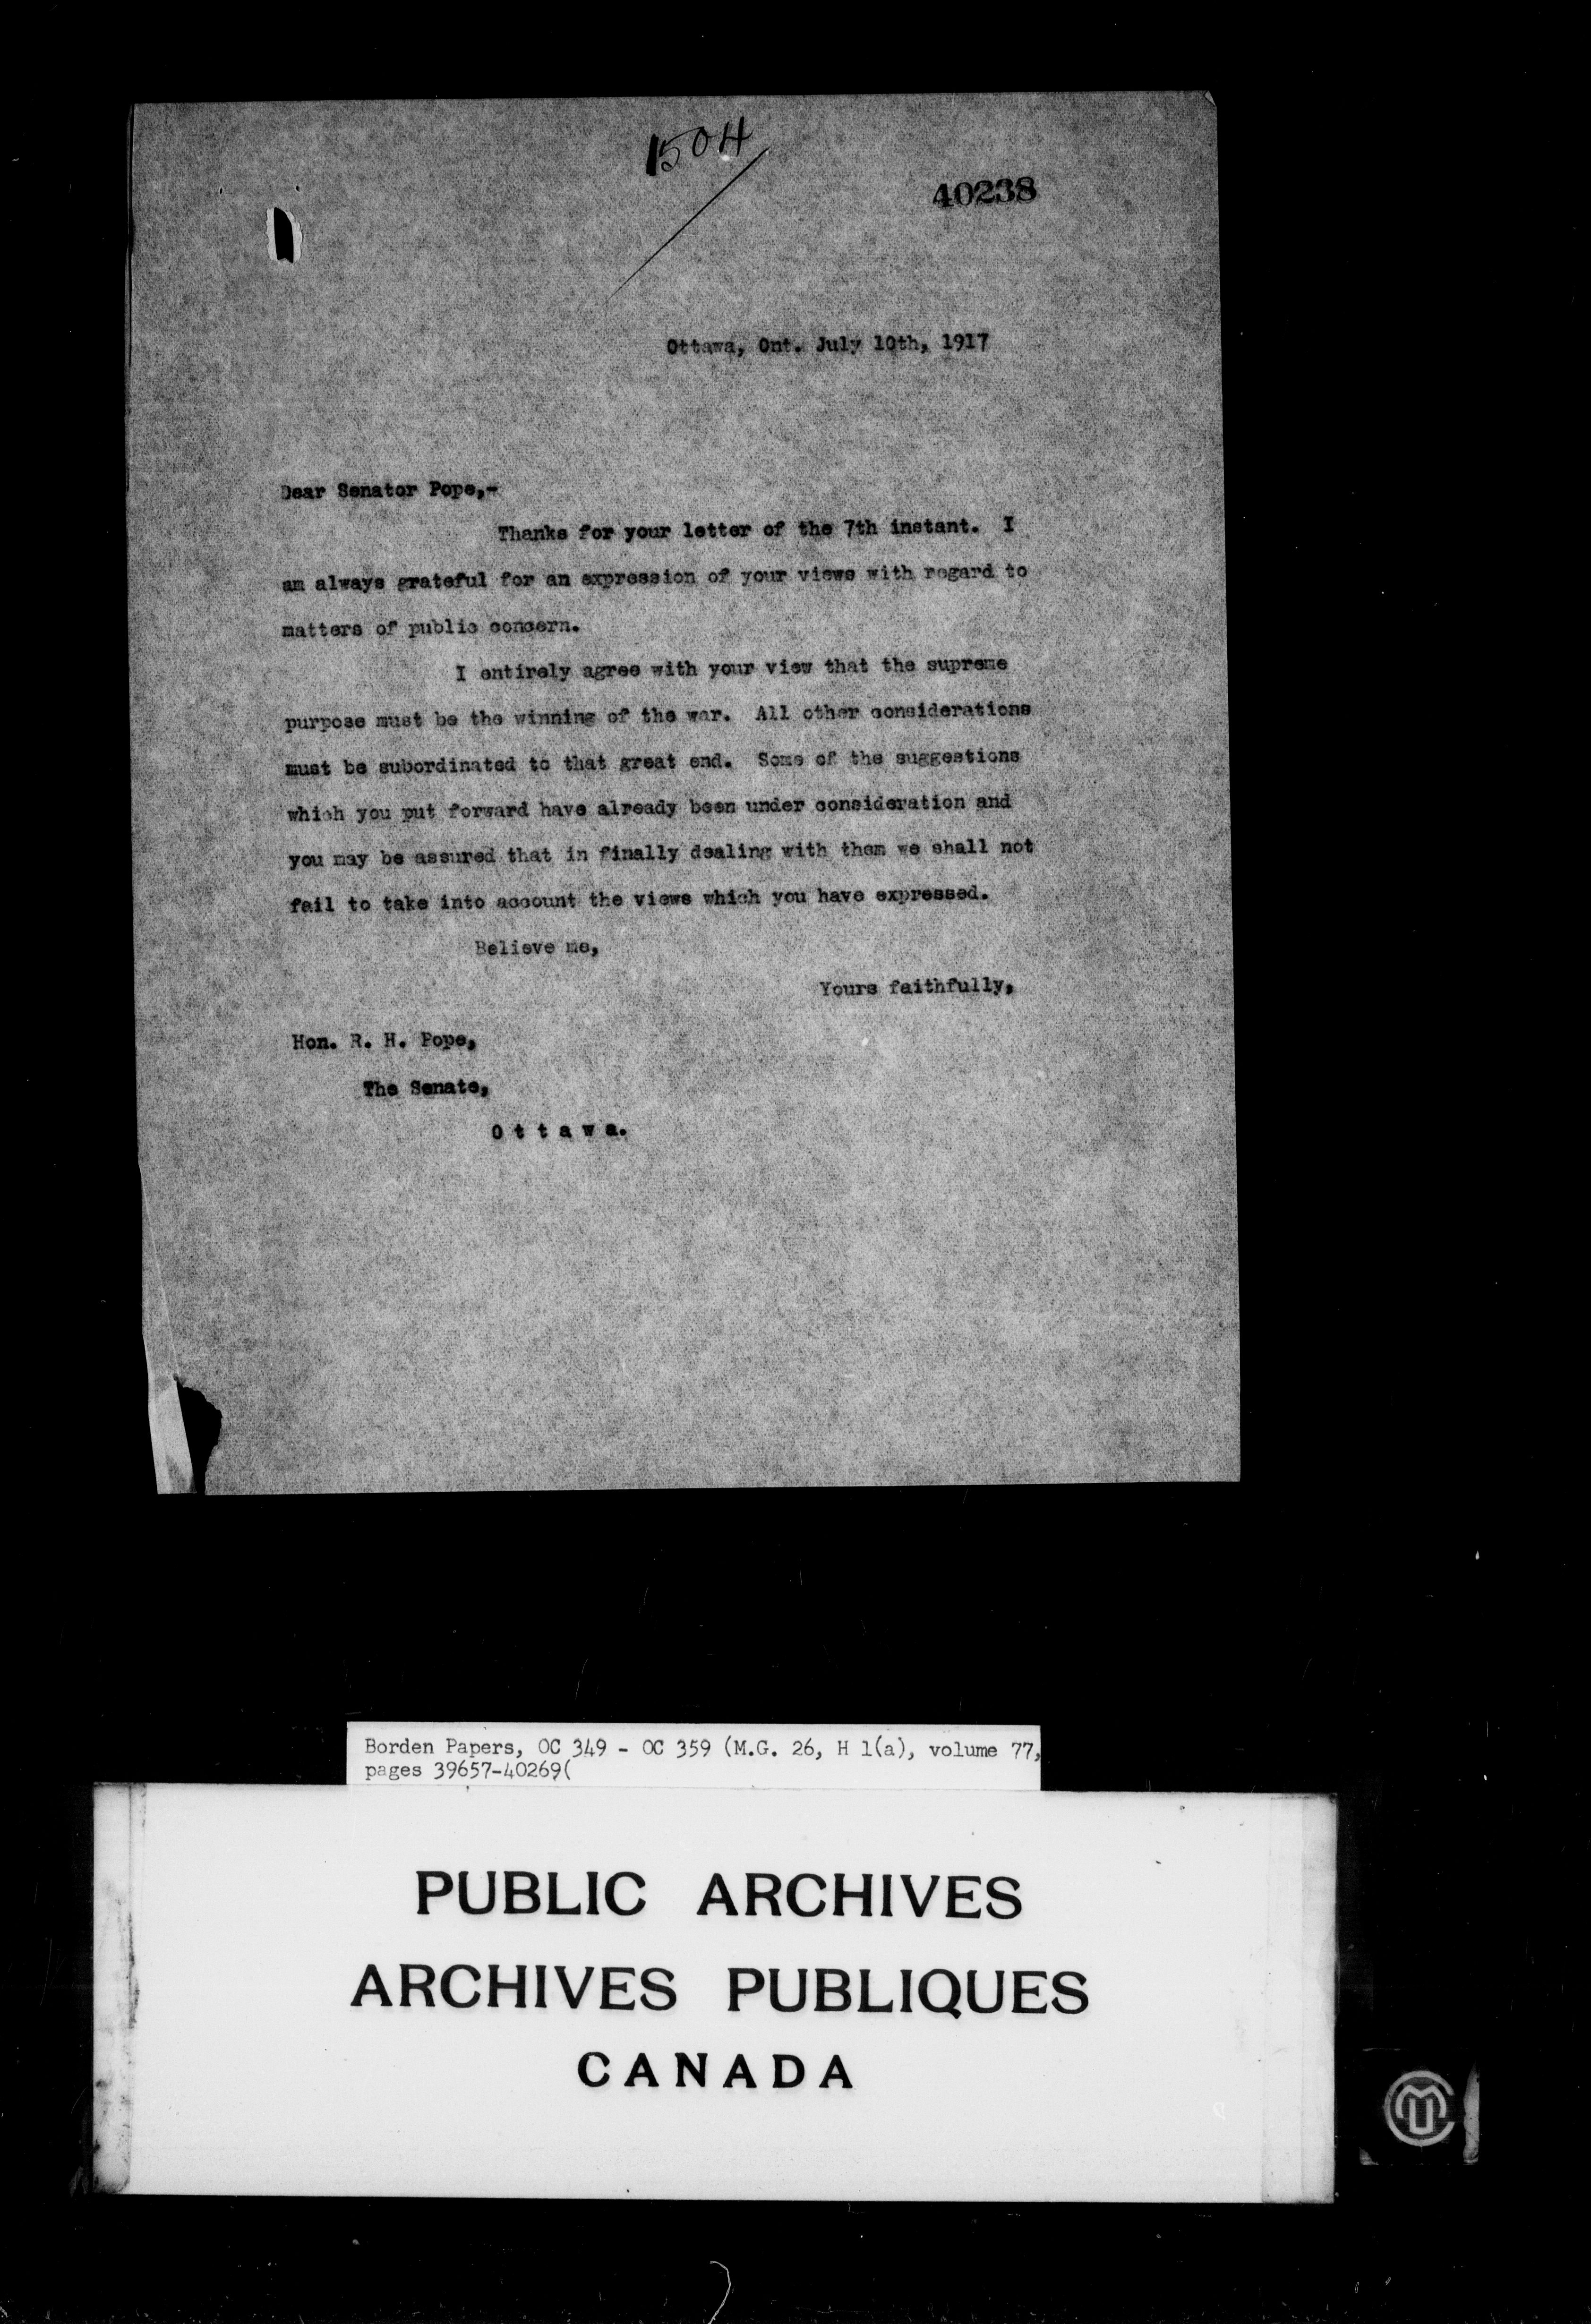 1504
40238
Ottawa, Ont. July 10th, 1917
Dear Senator Pope,-
Thanks for your letter of the 7th instant. I
am always grateful for an expression of your views with regard to
matters of public concern.
I entirely agree with your view that the supreme
purpose must be the winning of the war. All other considerations
must be subordinated to that great end. Some of the suggestions
which you put forward have already been under consideration and
you may be assured that in finally dealing with them we shall not
fail to take into account the views which you have expressed.
Believe me,
Yours faithfully,
Hon. R. H. Pope,
The Senate,
O t t a w a.
Borden Papers, OC 349 - OC 359 (M.G. 26, H 1(a), volume 77,
pages 39657-40269(
PUBLIC ARCHIVES
ARCHIVES PUBLIQUES
CANADA